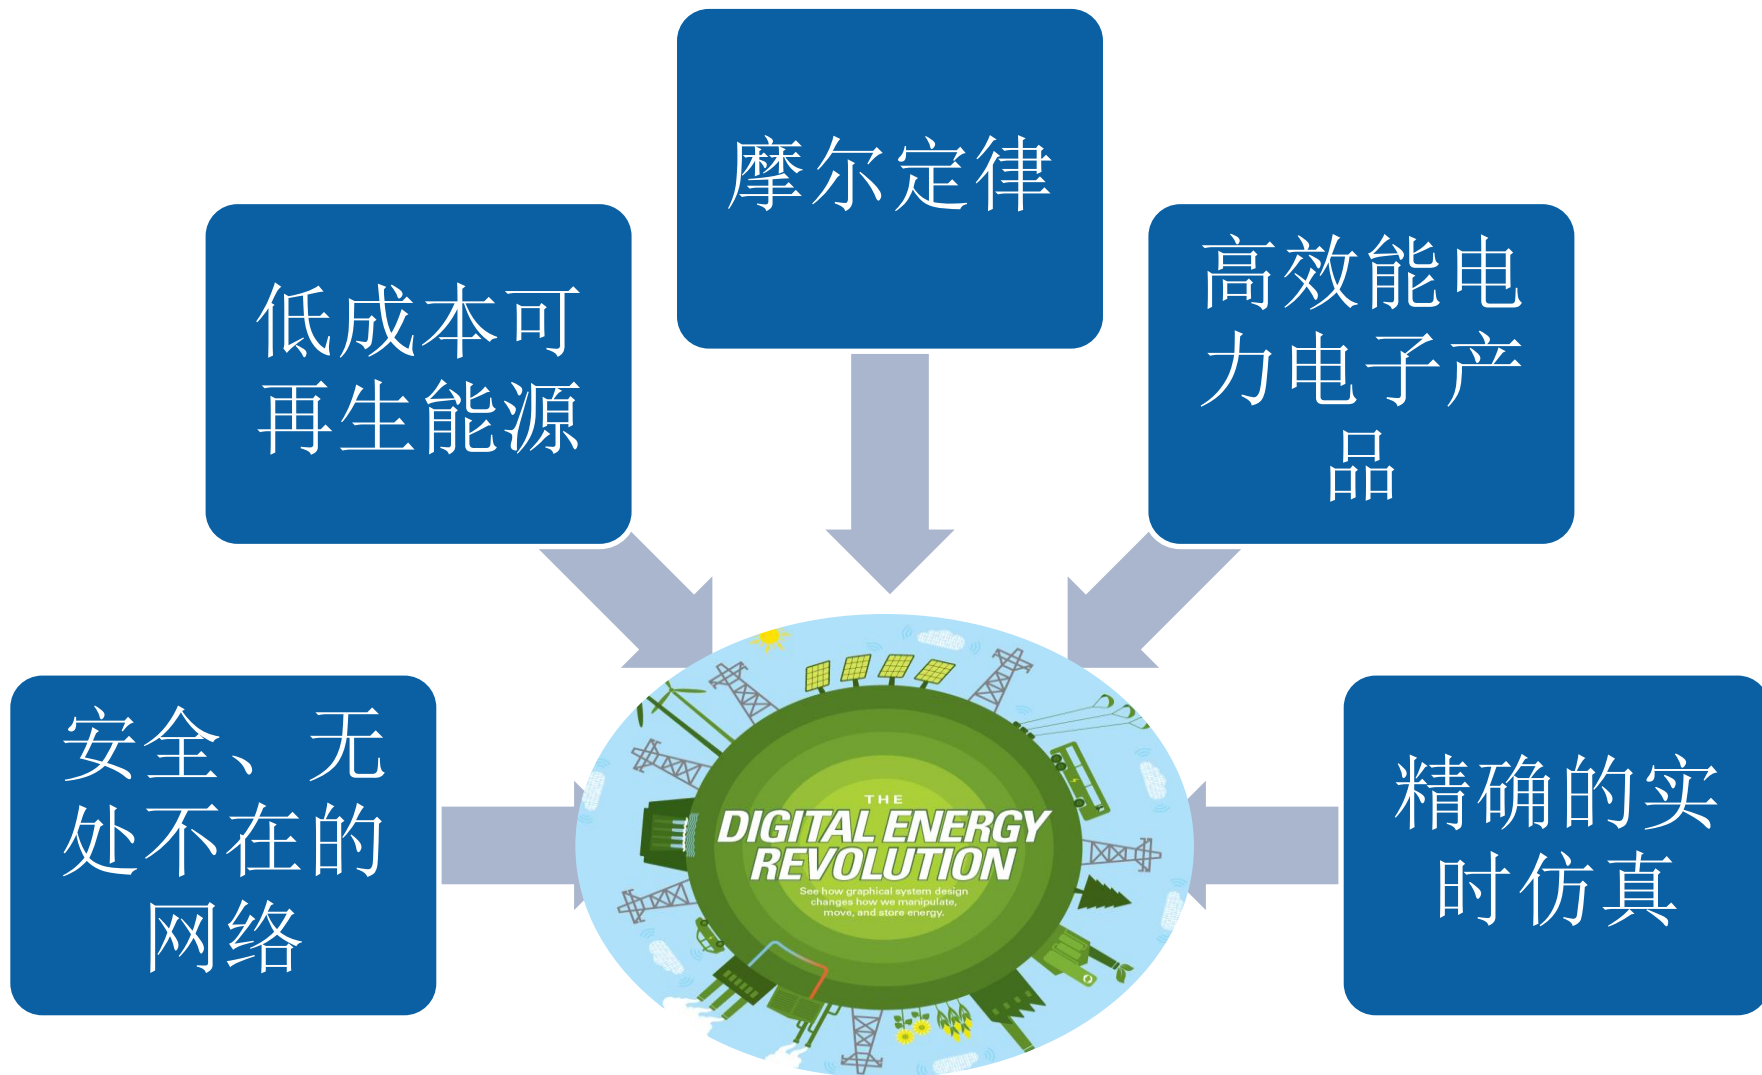 摩尔定律
低成本可
再生能源
高效能电
力电子产
品
安全、无
处不在的
网络
精确的实
时仿真
THE
DIGITAL ENERGY
REVOLUTION
See how graphical system design
changes how we manipulate,
move, and store energy.